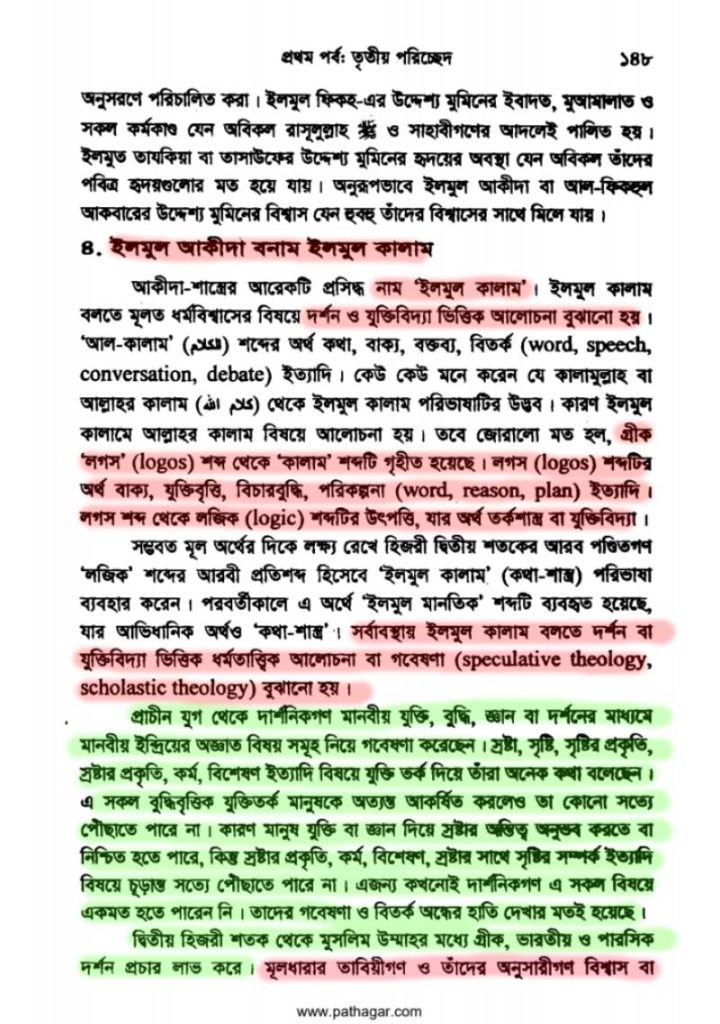 প্রথম পর্ব: তৃতীয় পরিচ্ছেদ ১৪৮
অনুসরণে পরিচালিত করা। ইলমুল ফিকহ-এর উদ্দেশ্য মুমিনের ইবাদত, মুআমালাত ও
সকল কর্মকাণ্ড যেন অবিকল রাসূলুল্লাহ ﷺ ও সাহাবীগণের আদলেই পালিত হয়।
ইলমুত তাযকিয়া বা তাসাউফের উদ্দেশ্য মুমিনের হৃদয়ের অবস্থা যেন অবিকল তাঁদের
পবিত্র হৃদয়গুলোর মত হয়ে যায়। অনুরূপভাবে ইলমুল আকীদা বা আল-ফিকহুল
আকবারের উদ্দেশ্য মুমিনের বিশ্বাস যেন হুবহু তাঁদের বিশ্বাসের সাথে মিলে যায়।
৪. ইলমুল আকীদা বনাম ইলমুল কালাম
আকীদা-শাস্ত্রের আরেকটি প্রসিদ্ধ নাম ‘ইলমুল কালাম’। ইলমুল কালাম
বলতে মূলত ধর্মবিশ্বাসের বিষয়ে দর্শন ও যুক্তিবিদ্যা ভিত্তিক আলোচনা বুঝানো হয়।
‘আল-কালাম’ (الكلام) শব্দের অর্থ কথা, বাক্য, বক্তব্য, বিতর্ক (word, speech,
conversation, debate) ইত্যাদি। কেউ কেউ মনে করেন যে কালামুল্লাহ বা
আল্লাহর কালাম (كلام الله) থেকে ইলমুল কালাম পরিভাষাটির উদ্ভব। কারণ ইলমুল
কালামে আল্লাহর কালাম বিষয়ে আলোচনা হয়। তবে জোরালো মত হল, গ্রীক
‘লগস’ (logos) শব্দ থেকে ‘কালাম’ শব্দটি গৃহীত হয়েছে। লগস (logos) শব্দটির
অর্থ বাক্য, যুক্তিবৃত্তি, বিচারবুদ্ধি, পরিকল্পনা (word, reason, plan) ইত্যাদি।
লগস শব্দ থেকে লজিক (logic) শব্দটির উৎপত্তি, যার অর্থ তর্কশাস্ত্র বা যুক্তিবিদ্যা।
সম্ভবত মূল অর্থের দিকে লক্ষ্য রেখে হিজরী দ্বিতীয় শতকের আরব পণ্ডিতগণ
‘লজিক’ শব্দের আরবী প্রতিশব্দ হিসেবে ‘ইলমুল কালাম’ (কথা-শাস্ত্র) পরিভাষা
ব্যবহার করেন। পরবর্তীকালে এ অর্থে ‘ইলমুল মানতিক’ শব্দটি ব্যবহৃত হয়েছে,
যার আভিধানিক অর্থও ‘কথা-শাস্ত্র’। সর্বাবস্থায় ইলমুল কালাম বলতে দর্শন বা
যুক্তিবিদ্যা ভিত্তিক ধর্মতাত্ত্বিক আলোচনা বা গবেষণা (speculative theology,
scholastic theology) বুঝানো হয়।
প্রাচীন যুগ থেকে দার্শনিকগণ মানবীয় যুক্তি, বুদ্ধি, জ্ঞান বা দর্শনের মাধ্যমে
মানবীয় ইন্দ্রিয়ের অজ্ঞাত বিষয় সমূহ নিয়ে গবেষণা করেছেন। স্রষ্টা, সৃষ্টি, সৃষ্টির প্রকৃতি,
স্রষ্টার প্রকৃতি, কর্ম, বিশেষণ ইত্যাদি বিষয়ে যুক্তি তর্ক দিয়ে তাঁরা অনেক কথা বলেছেন।
এ সকল বুদ্ধিবৃত্তিক যুক্তিতর্ক মানুষকে অত্যন্ত আকর্ষিত করলেও তা কোনো সত্যে
পৌঁছাতে পারে না। কারণ মানুষ যুক্তি বা জ্ঞান দিয়ে স্রষ্টার অস্তিত্ব অনুভব করতে বা
নিশ্চিত হতে পারে, কিন্তু স্রষ্টার প্রকৃতি, কর্ম, বিশেষণ, স্রষ্টার সাথে সৃষ্টির সম্পর্ক ইত্যাদি
বিষয়ে চূড়ান্ত সত্যে পৌঁছাতে পারে না। এজন্য কখনোই দার্শনিকগণ এ সকল বিষয়ে
একমত হতে পারেন নি। তাদের গবেষণা ও বিতর্ক অন্ধের হাতি দেখার মতই হয়েছে।
দ্বিতীয় হিজরী শতক থেকে মুসলিম উম্মাহর মধ্যে গ্রীক, ভারতীয় ও পারসিক
দর্শন প্রচার লাভ করে। মূলধারার তাবিয়ীগণ ও তাঁদের অনুসারীগণ বিশ্বাস বা
www.pathagar.com